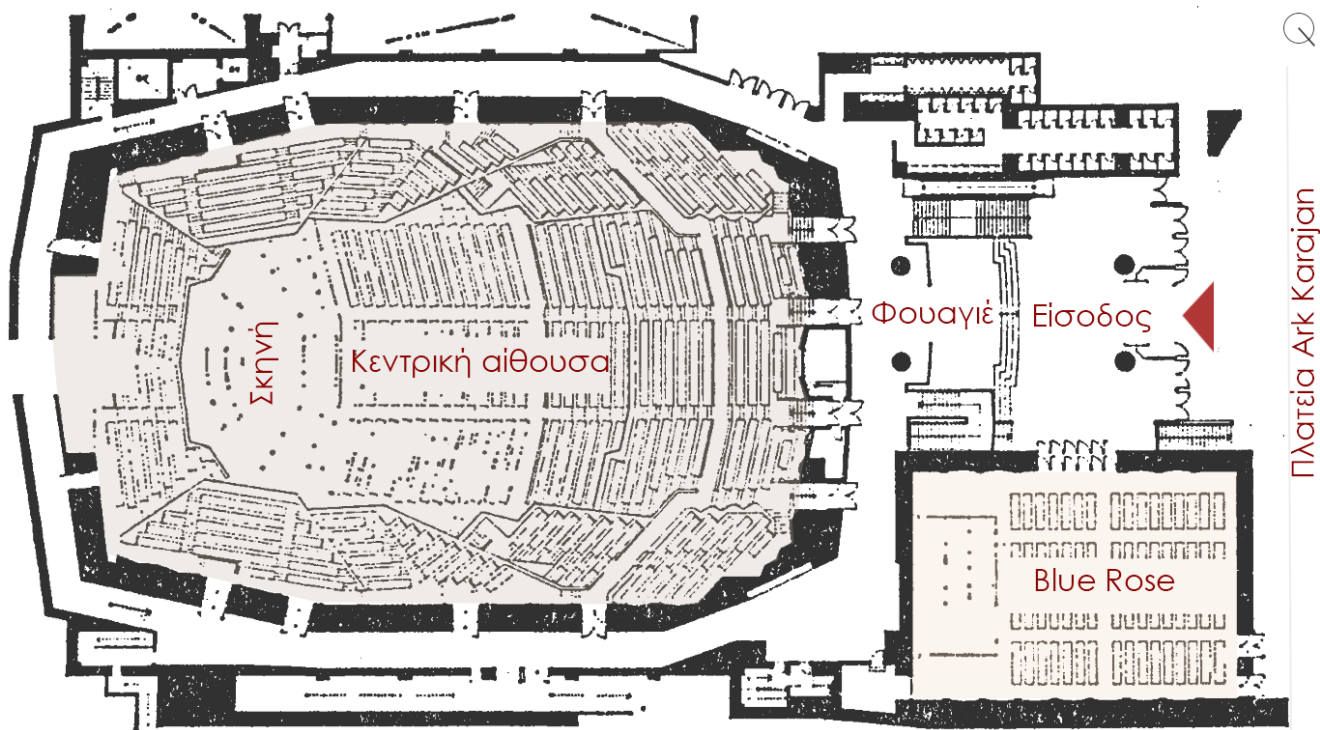 Σκηνή
Κεντρική αίθουσα
Φουαγιέ
Είσοδος
Πλατεία Ark Karajan
Blue Rose